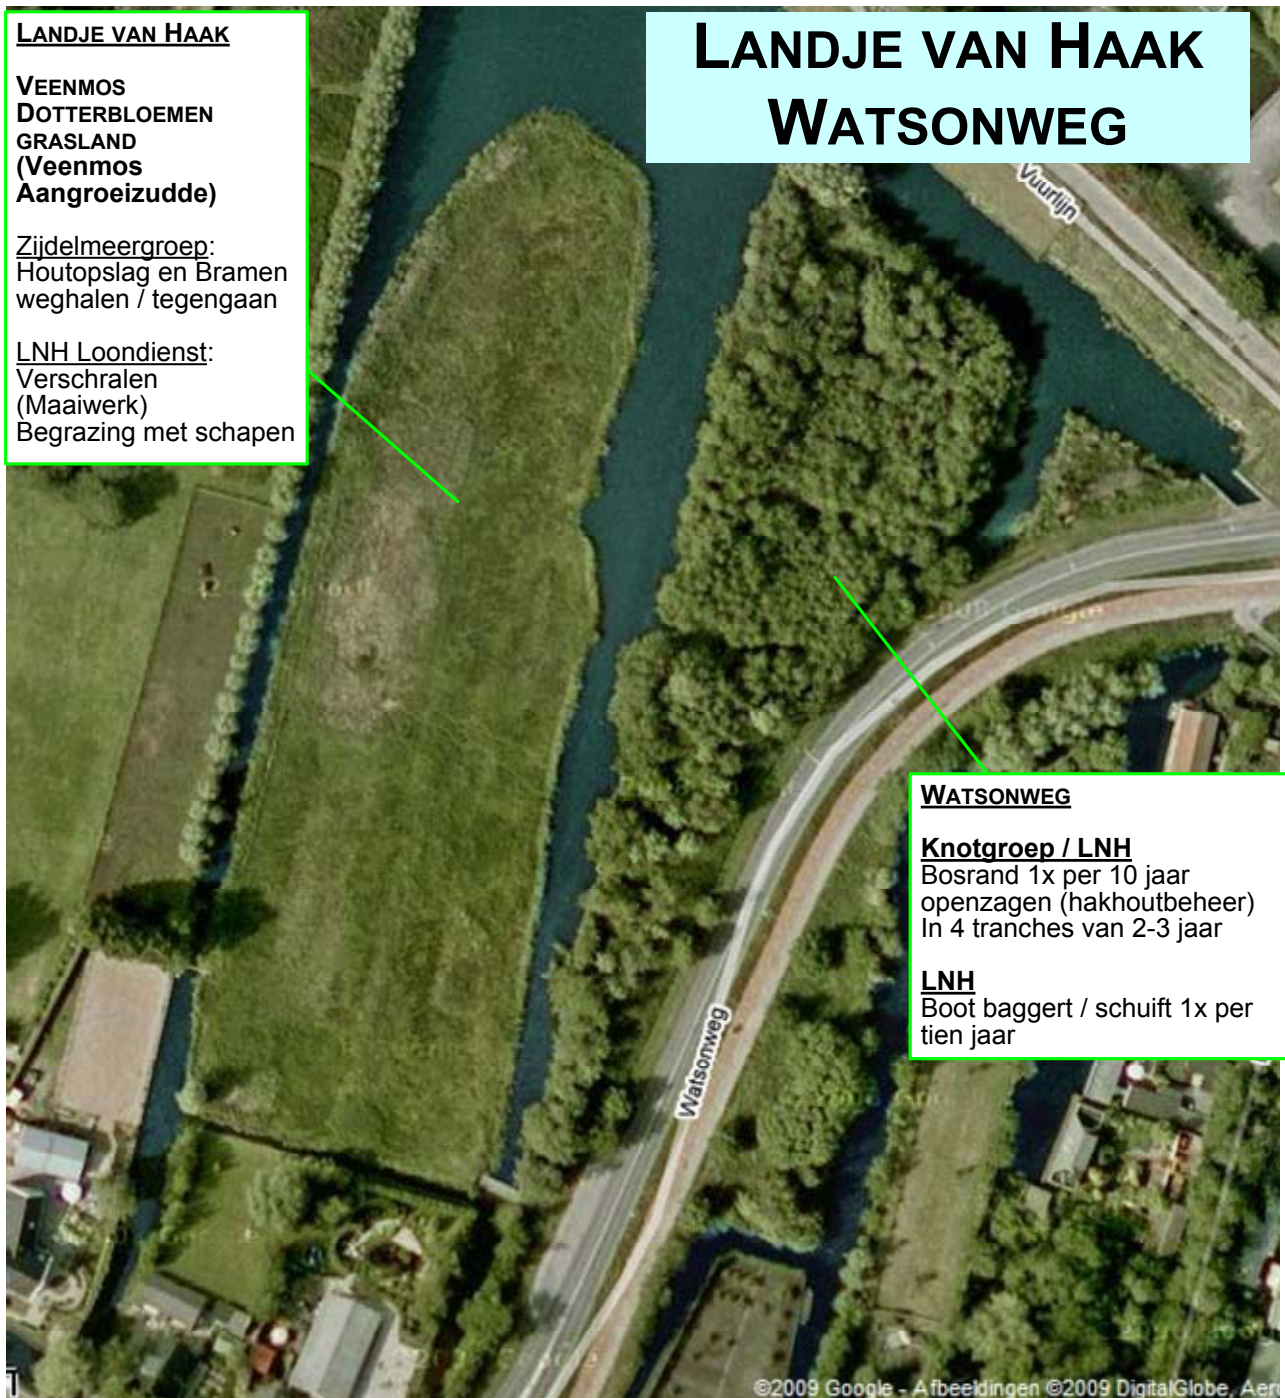 LANDJE VAN HAAK
WATSONWEG
LANDJE VAN HAAK
VEENMOS
DOTTERBLOEMEN
GRASLAND
(Veenmos
Aangroeizudde)
Zijdelmeergroep:
Houtopslag en Bramen
weghalen / tegengaan
LNH Loondienst:
Verschralen
(Maaiwerk)
Begrazing met schapen
Vuurlijn
WATSONWEG
Knotgroep / LNH
Bosrand 1x per 10 jaar
openzagen (hakhoutbeheer)
In 4 tranches van 2-3 jaar
LNH
Boot baggert / schuift 1x per
tien jaar
Watsonweg
©2009 Google - Afbeeldingen ©2009 DigitalGlobe, Aer